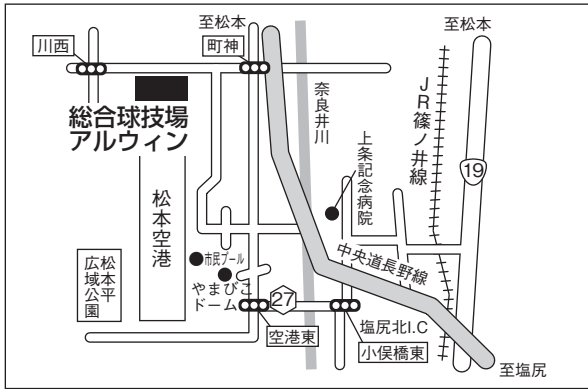 至松本
至松本
川西
町神
総合球技場
アルウィン
奈良井川
JR篠ノ井線
上条記念病院
19
松本空港
松本平
広域公園
市民プール
やまびこ
ドーム
中央道長野線
27
塩尻北I.C
空港東
小俣橋東
至塩尻